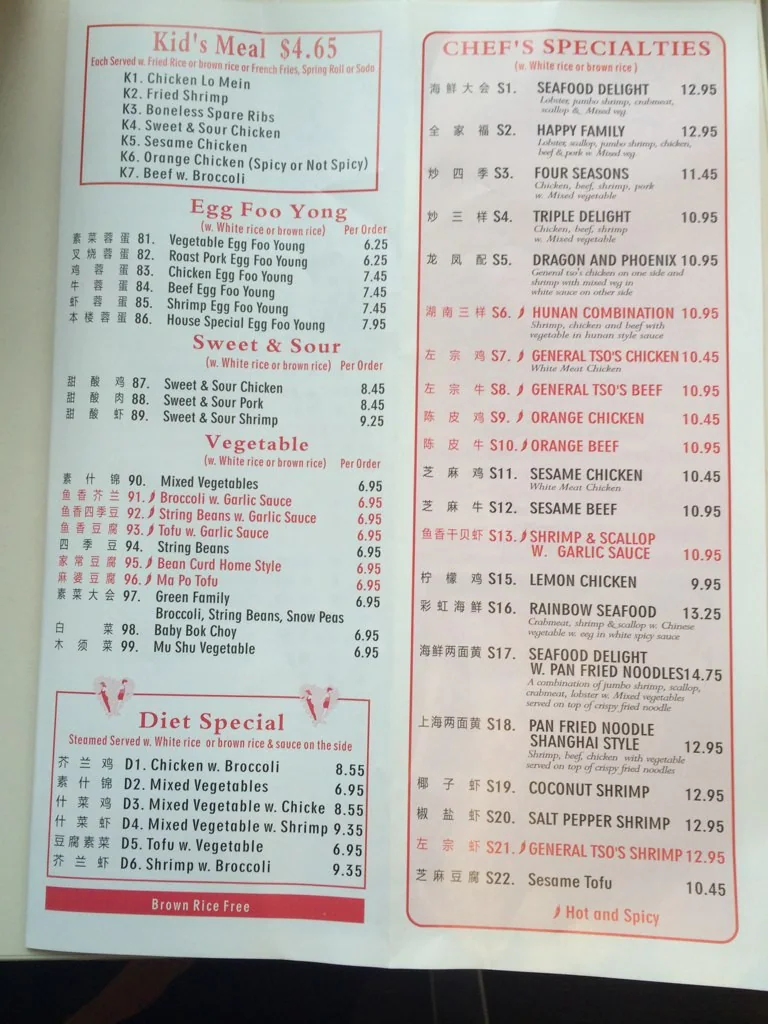 Kid's Meal $4.65
Each Served w. Fried Rice or brown rice or French Fries, Spring Roll or Soda
K1. Chicken Lo Mein
K2. Fried Shrimp
K3. Boneless Spare Ribs
K4. Sweet & Sour Chicken
K5. Sesame Chicken
K6. Orange Chicken (Spicy or Not Spicy)
K7. Beef w. Broccoli
Egg Foo Yong
(w. White rice or brown rice) Per Order
素菜蓉蛋 81. Vegetable Egg Foo Young 6.25
叉烧蓉蛋 82. Roast Pork Egg Foo Young 6.25
鸡蓉蛋 83. Chicken Egg Foo Young 7.45
牛蓉蛋 84. Beef Egg Foo Young 7.45
虾蓉蛋 85. Shrimp Egg Foo Young 7.45
本楼蓉蛋 86. House Special Egg Foo Young 7.95
Sweet & Sour
(w. White rice or brown rice) Per Order
甜酸鸡 87. Sweet & Sour Chicken 8.45
甜酸肉 88. Sweet & Sour Pork 8.45
甜酸虾 89. Sweet & Sour Shrimp 9.25
Vegetable
(w. White rice or brown rice) Per Order
素什锦 90. Mixed Vegetables 6.95
鱼香芥兰 91. Broccoli w. Garlic Sauce 6.95
鱼香四季豆 92. String Beans w. Garlic Sauce 6.95
鱼香豆腐 93. Tofu w. Garlic Sauce 6.95
四季豆 94. String Beans 6.95
家常豆腐 95. Bean Curd Home Style 6.95
麻婆豆腐 96. Ma Po Tofu 6.95
素菜大会 97. Green Family 6.95
Broccoli, String Beans, Snow Peas
白菜 98. Baby Bok Choy 6.95
木须菜 99. Mu Shu Vegetable 6.95
Diet Special
Steamed Served w. White rice or brown rice & sauce on the side
芥兰鸡 D1. Chicken w. Broccoli 8.55
素什锦 D2. Mixed Vegetables 6.95
什菜鸡 D3. Mixed Vegetable w. Chicke 8.55
什菜虾 D4. Mixed Vegetable w. Shrimp 9.35
豆腐素菜 D5. Tofu w. Vegetable 6.95
芥兰虾 D6. Shrimp w. Broccoli 9.35
Brown Rice Free
CHEF'S SPECIALTIES
(w. White rice or brown rice )
海鲜大会 S1. SEAFOOD DELIGHT 12.95
Lobster, jumbo shrimp, crabmeat,
scallop &, Mixed veg
全家福 S2. HAPPY FAMILY 12.95
Lobster, scallop, jumbo shrimp, chicken,
beef & pork w. Mixed veg
炒四季 S3. FOUR SEASONS 11.45
Chicken, beef, shrimp, pork
w. Mixed vegetable
炒三样 S4. TRIPLE DELIGHT 10.95
Chicken, beef, shrimp
w. Mixed vegetable
龙凤配 S5. DRAGON AND PHOENIX 10.95
General tso's chicken on one side and
shrimp with mixed veg in
white sauce on other side
湖南三样 S6. HUNAN COMBINATION 10.95
Shrimp, chicken and beef with
vegetable in hunan style sauce
左宗鸡 S7. GENERAL TSO'S CHICKEN 10.45
White Meat Chicken
左宗牛 S8. GENERAL TSO'S BEEF 10.95
陈皮鸡 S9. ORANGE CHICKEN 10.45
陈皮牛 S10. ORANGE BEEF 10.95
芝麻鸡 S11. SESAME CHICKEN 10.45
White Meat Chicken
芝麻牛 S12. SESAME BEEF 10.95
鱼香干贝虾 S13. SHRIMP & SCALLOP
W. GARLIC SAUCE 10.95
柠檬鸡 S15. LEMON CHICKEN 9.95
彩虹海鲜 S16. RAINBOW SEAFOOD 13.25
Crabmeat, shrimp & scallop w. Chinese
vegetable w. eeg in white spicy sauce
海鲜两面黄 S17. SEAFOOD DELIGHT
W. PAN FRIED NOODLES 14.75
A combination of jumbo shrimp, scallop,
crabmeat, lobster w. Mixed vegetables
served on top of crispy fried noodle
上海两面黄 S18. PAN FRIED NOODLE
SHANGHAI STYLE 12.95
Shrimp, beef, chicken with vegetable
served on top of crispy fried noodles
椰子虾 S19. COCONUT SHRIMP 12.95
椒盐虾 S20. SALT PEPPER SHRIMP 12.95
左宗虾 S21. GENERAL TSO'S SHRIMP 12.95
芝麻豆腐 S22. Sesame Tofu 10.45
Hot and Spicy